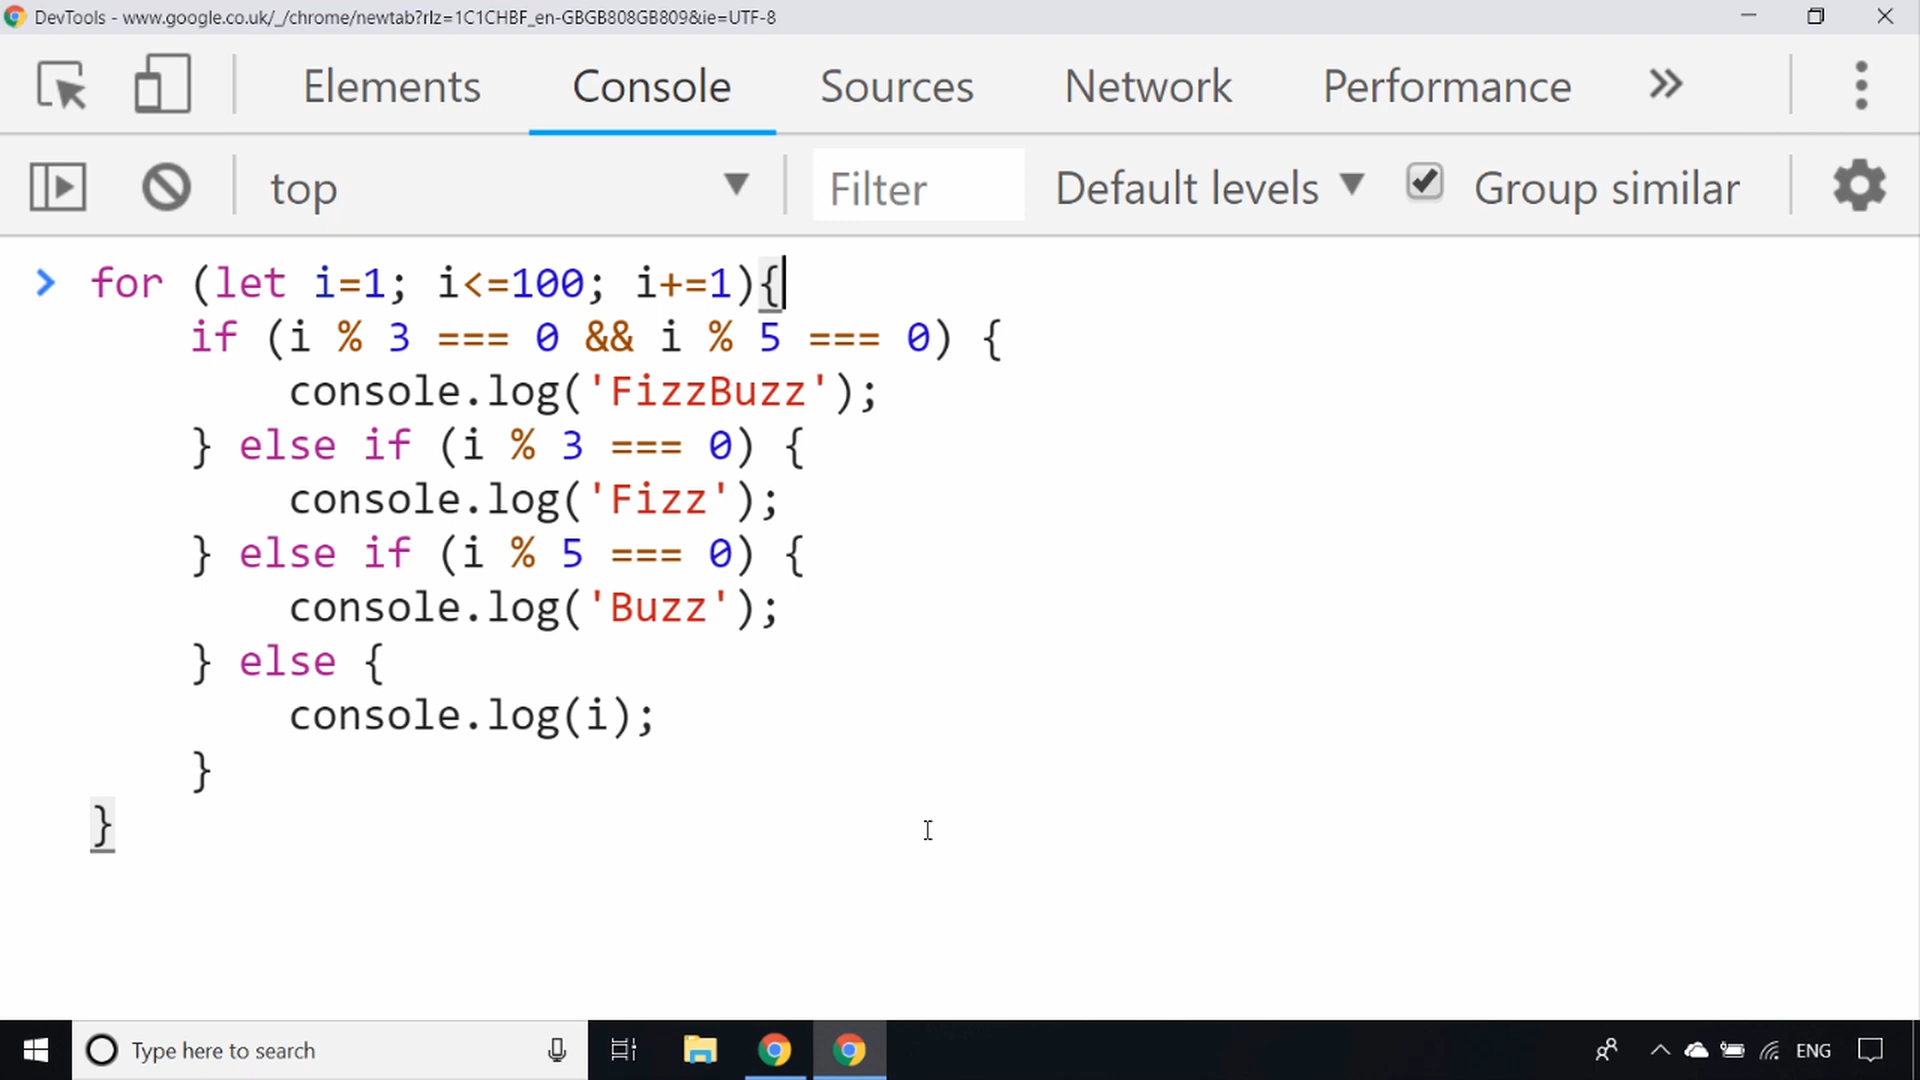 DevTools - www.google.co.uk/_/chrome/newtab?rlz=1C1CHBF_en-GBGB808GB809&ie=UTF-8
Elements Console Sources Network Performance »
top Filter Default levels Group similar
> for (let i=1; i<=100; i+=1){
if (i % 3 === 0 && i % 5 === 0) {
console.log('FizzBuzz');
} else if (i % 3 === 0) {
console.log('Fizz');
} else if (i % 5 === 0) {
console.log('Buzz');
} else {
console.log(i);
}
}
Type here to search ENG